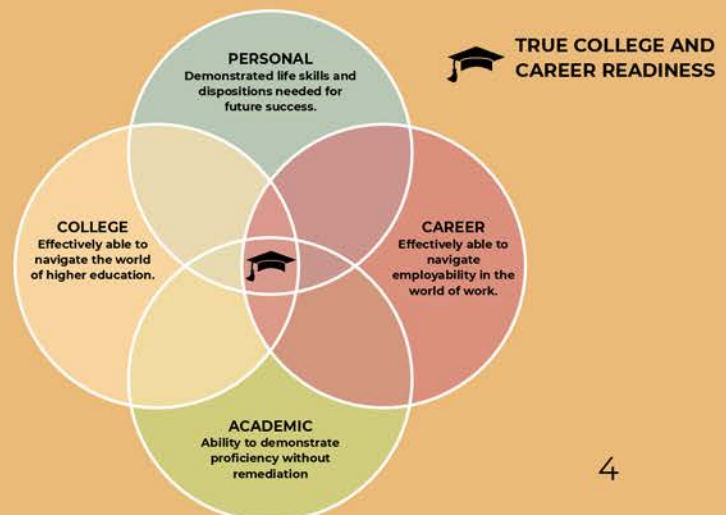 TRUE COLLEGE AND
CAREER READINESS
PERSONAL
Demonstrated life skills and
dispositions needed for
future success.
COLLEGE
Effectively able to
navigate the world
of higher education.
CAREER
Effectively able to
navigate
employability in the
world of work.
ACADEMIC
Ability to demonstrate
proficiency without
remediation
4